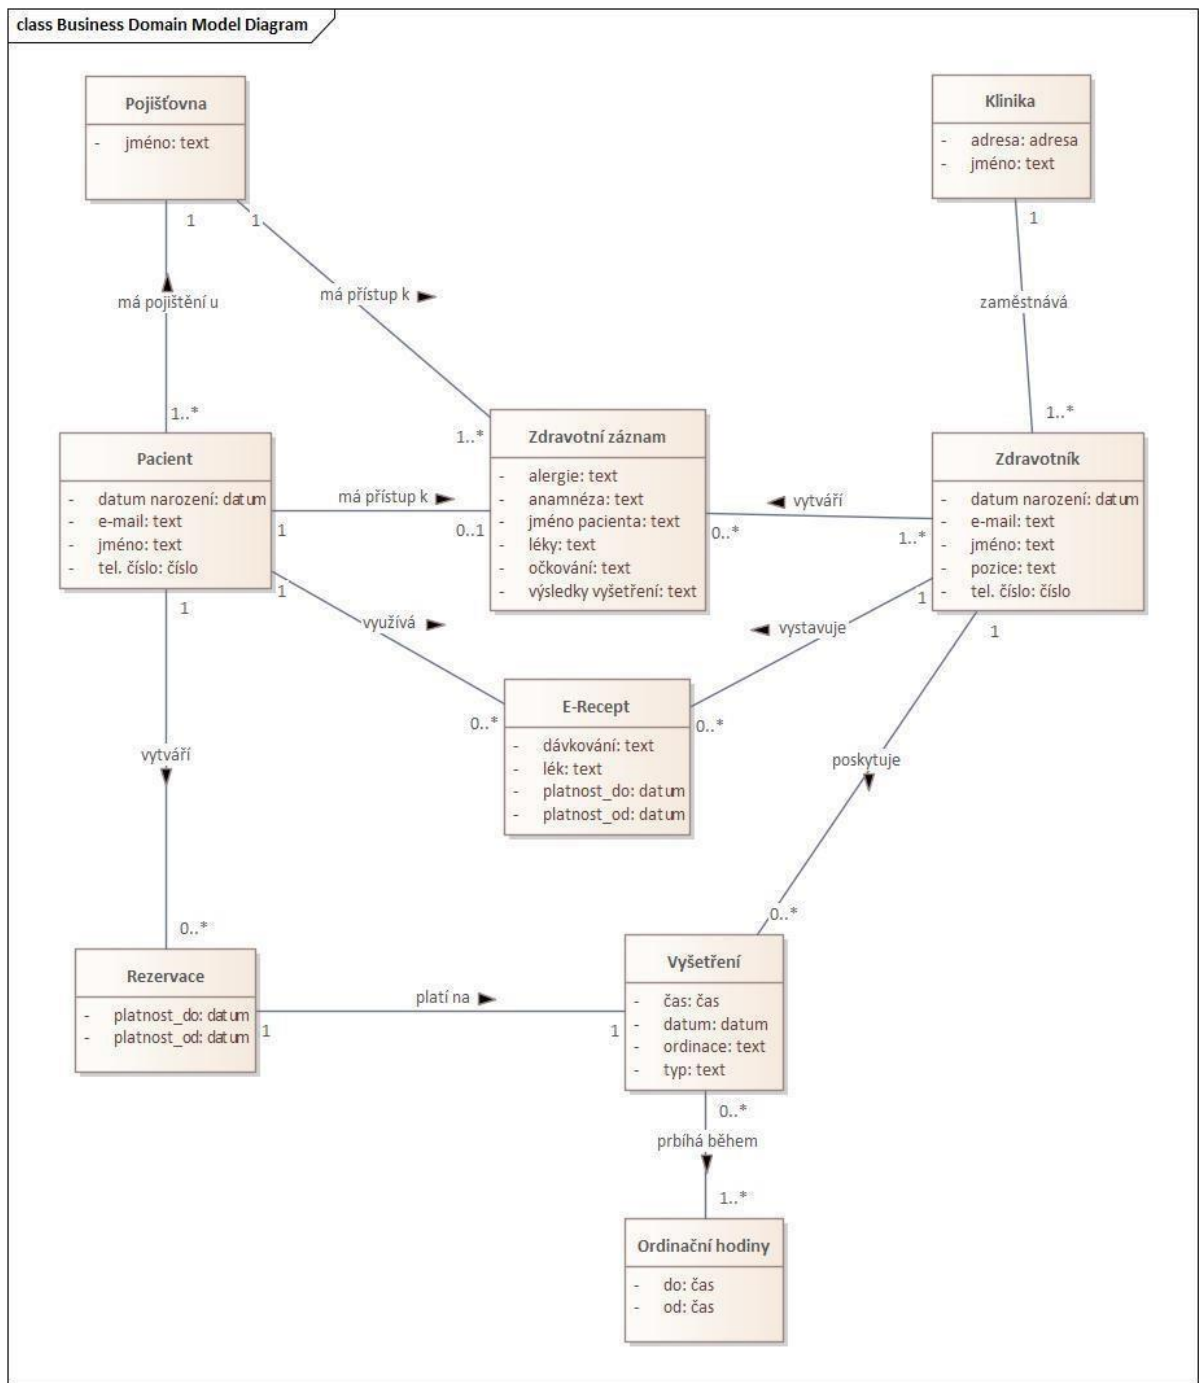 class Business Domain Model Diagram
Pojišťovna
- jméno: text
Klinika
- adresa: adresa
- jméno: text
1
1
1
má pojištění u
má přístup k
zaměstnává
1..*
1..*
1..*
Pacient
- datum narození: datum
- e-mail: text
- jméno: text
- tel. číslo: číslo
Zdravotní záznam
- alergie: text
- anamnéza: text
- jméno pacienta: text
- léky: text
- očkování: text
- výsledky vyšetření: text
Zdravotník
- datum narození: datum
- e-mail: text
- jméno: text
- pozice: text
- tel. číslo: číslo
má přístup k
1
0..1
vytváří
0..*
1..*
1
1
využívá
0..*
1
vystavuje
0..*
1
E-Recept
- dávkování: text
- lék: text
- platnost_do: datum
- platnost_od: datum
vytváří
poskytuje
0..*
0..*
Rezervace
- platnost_do: datum
- platnost_od: datum
platí na
1
1
Vyšetření
- čas: čas
- datum: datum
- ordinace: text
- typ: text
0..*
prbíhá během
1..*
Ordinační hodiny
- do: čas
- od: čas